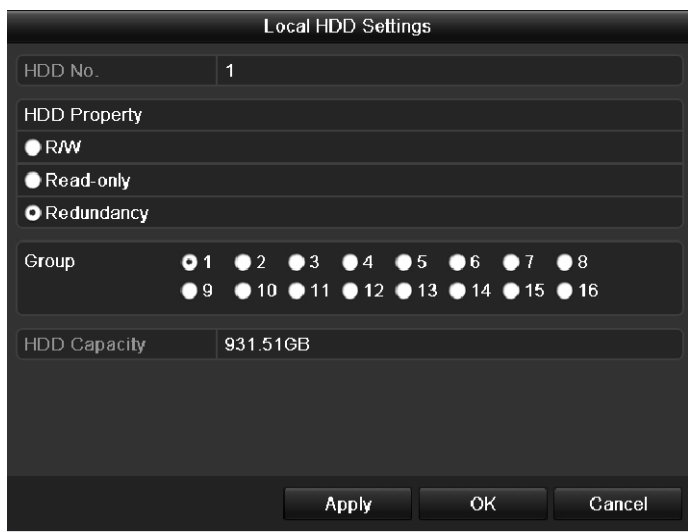 Local HDD Settings
HDD No. 1
HDD Property
R/W
Read-only
Redundancy
Group 1 2 3 4 5 6 7 8
9 10 11 12 13 14 15 16
HDD Capacity 931.51GB
Apply OK Cancel